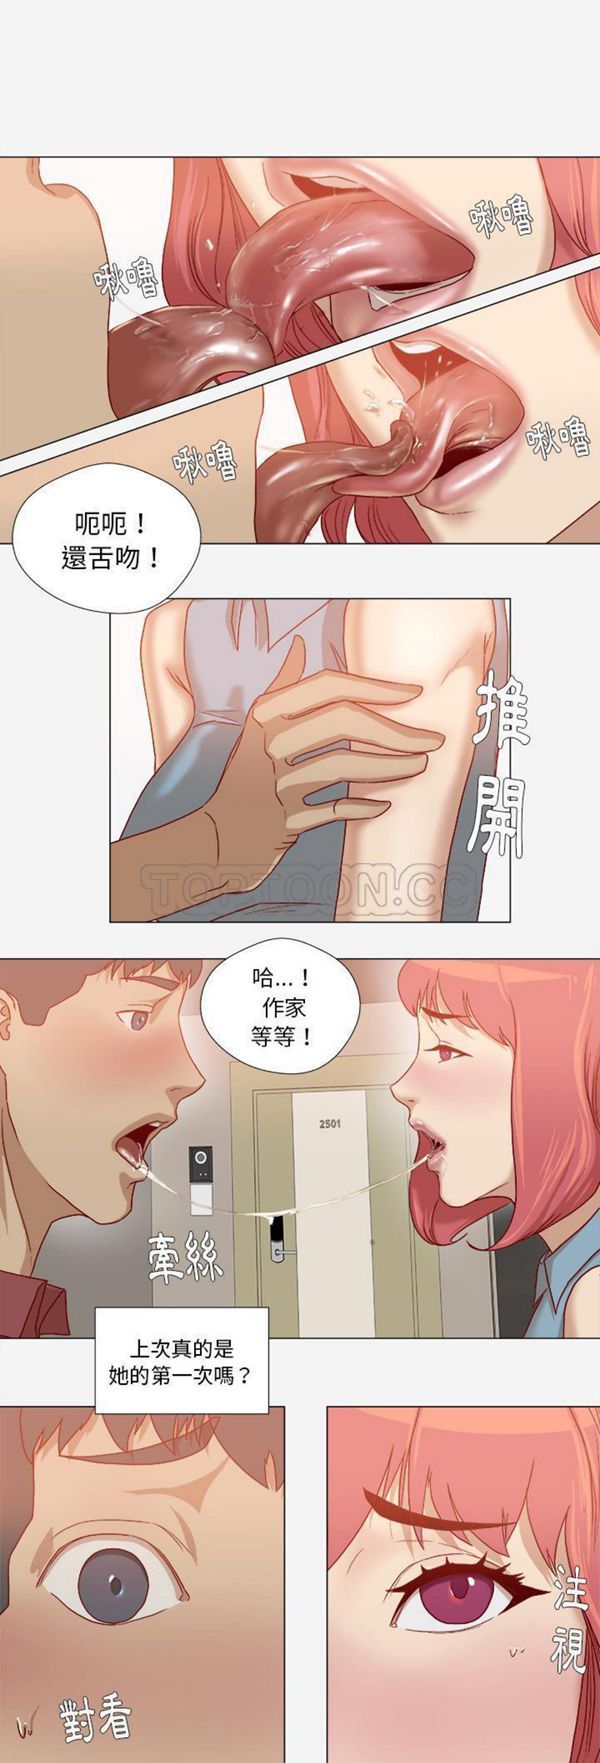 啾嚕
啾嚕
啾嚕
啾嚕
呃呃！
還舌吻！
推開
TOPTOON.CC
哈...！
作家
等等！
2501
牽絲
上次真的是
她的第一次嗎？
注視
對看